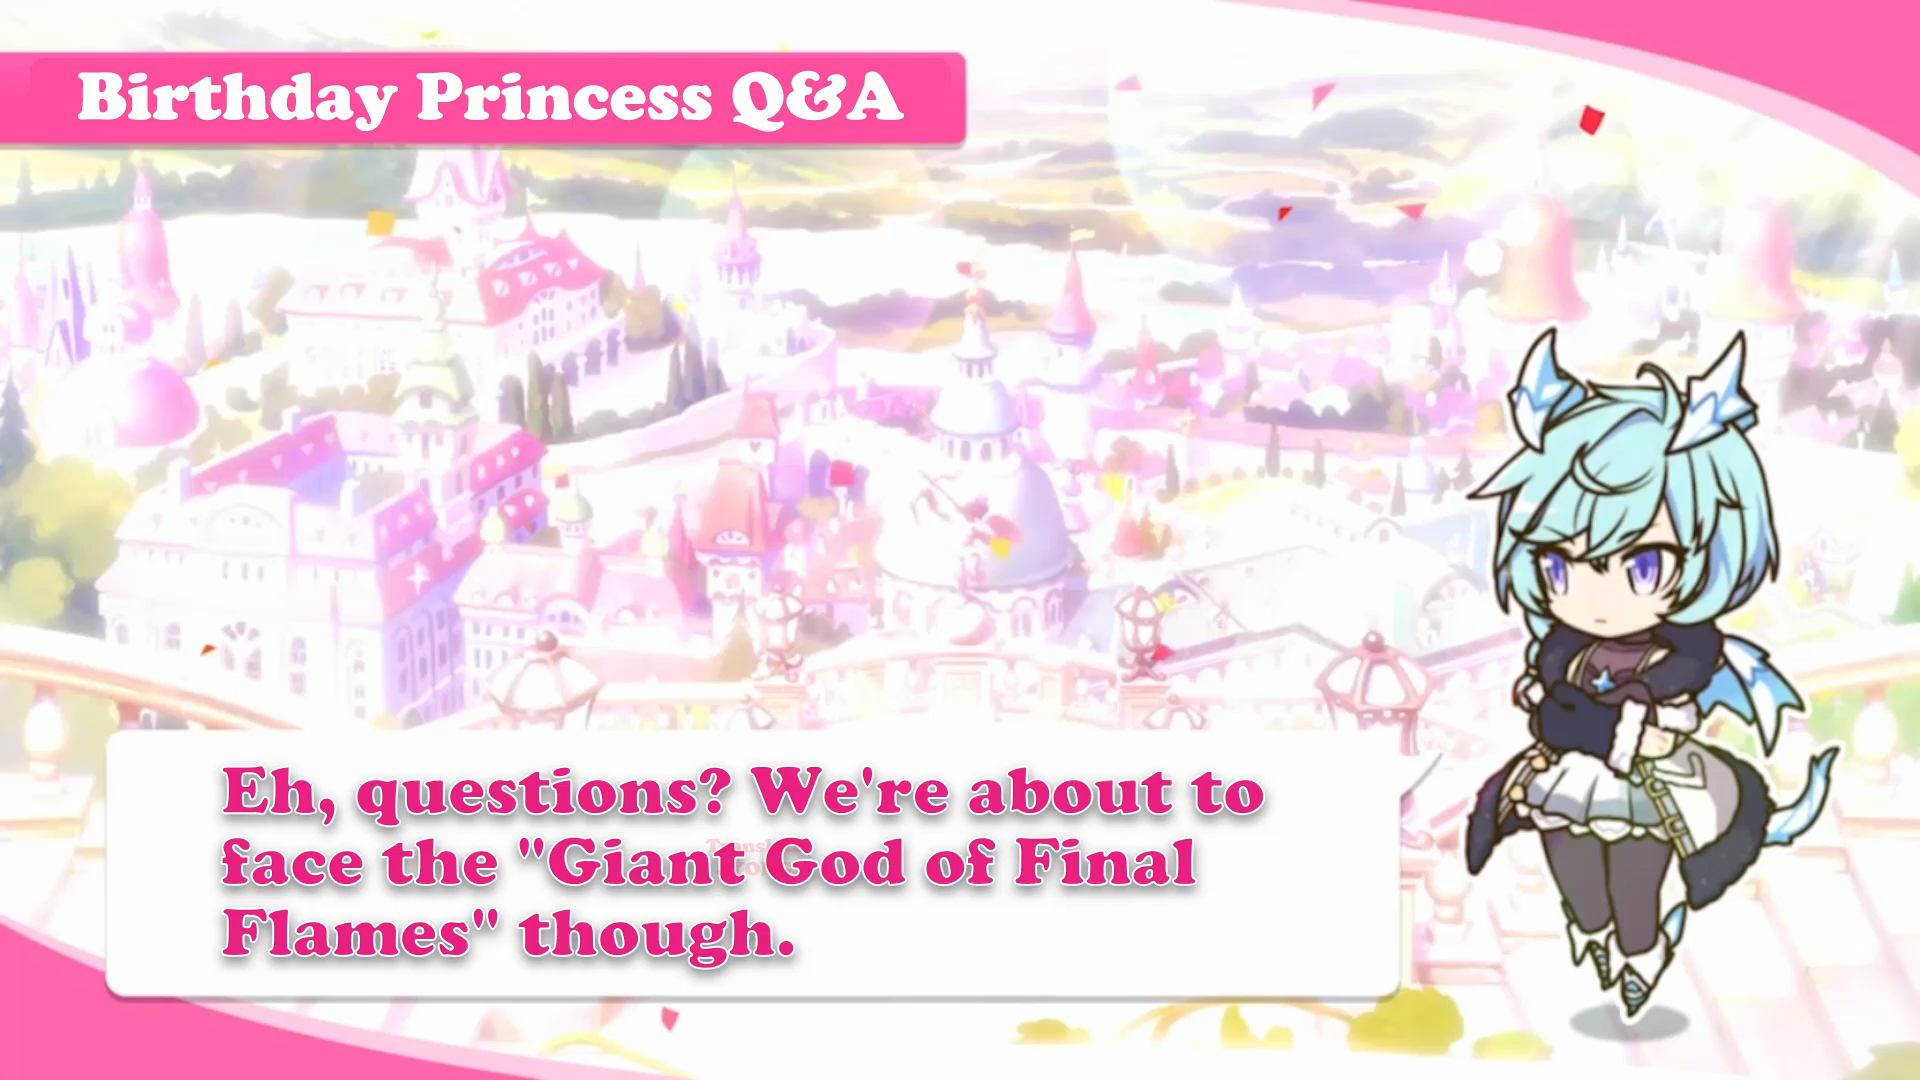 Birthday Princess Q&A
Eh, questions? We're about to
face the "Giant God of Final
Flames" though.